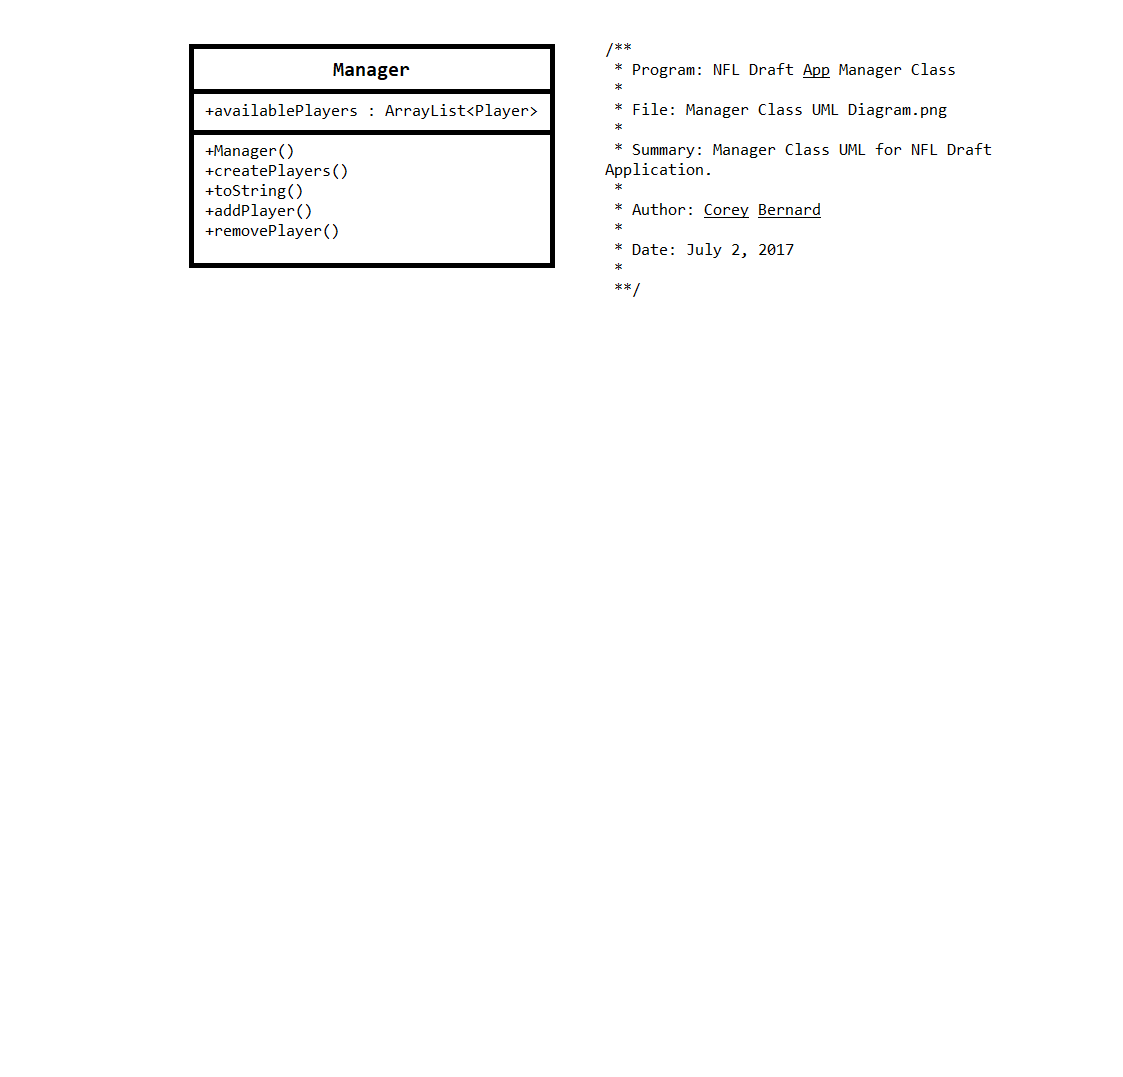 Manager
+availablePlayers : ArrayList<Player>
+Manager()
+createPlayers()
+toString()
+addPlayer()
+removePlayer()
/**
 * Program: NFL Draft App Manager Class
 *
 * File: Manager Class UML Diagram.png
 *
 * Summary: Manager Class UML for NFL Draft
Application.
 *
 * Author: Corey Bernard
 *
 * Date: July 2, 2017
 *
 **/